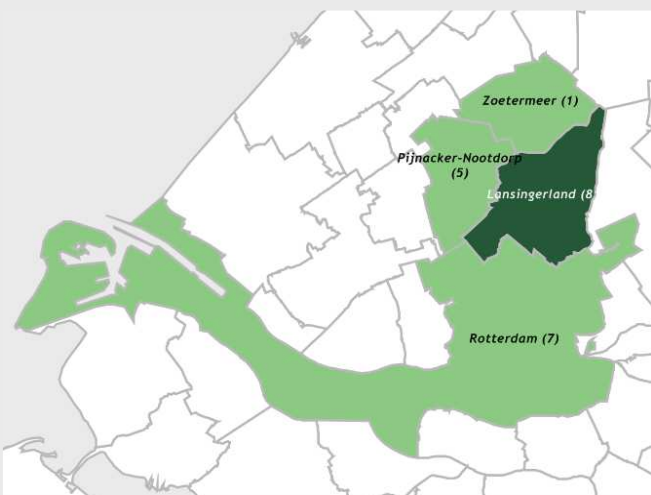 Zoetermeer (1)
Pijnacker-Nootdorp
(5)
Lansingerland (8
Rotterdam (7)